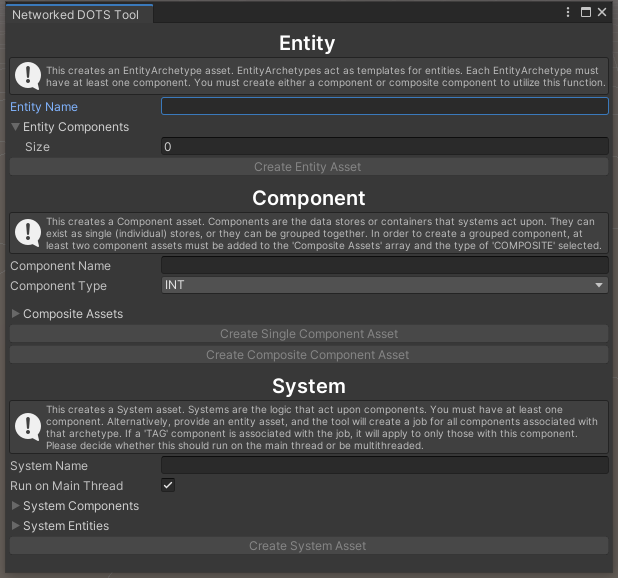 Networked DOTS Tool
Entity
This creates an EntityArchetype asset. EntityArchetypes act as templates for entities. Each EntityArchetype must
have at least one component. You must create either a component or composite component to utilize this function.
Entity Name
Entity Components
Size
0
Create Entity Asset
Component
This creates a Component asset. Components are the data stores or containers that systems act upon. They can
exist as single (individual) stores, or they can be grouped together. In order to create a grouped component, at
least two component assets must be added to the 'Composite Assets' array and the type of 'COMPOSITE' selected.
Component Name
Component Type
INT
Composite Assets
Create Single Component Asset
Create Composite Component Asset
System
This creates a System asset. Systems are the logic that act upon components. You must have at least one
component. Alternatively, provide an entity asset, and the tool will create a job for all components associated with
that archetype. If a 'TAG' component is associated with the job, it will apply to only those with this component.
Please decide whether this should run on the main thread or be multithreaded.
System Name
Run on Main Thread
System Components
System Entities
Create System Asset